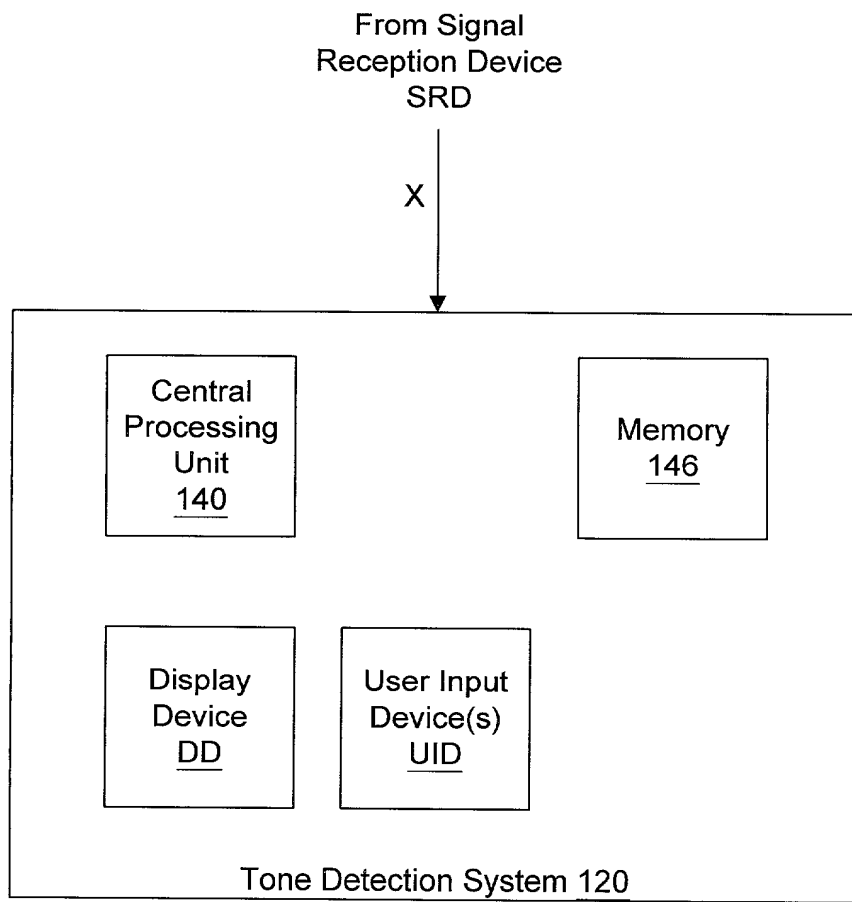 From Signal
Reception Device
SRD
X
Central
Processing
Unit
140
Memory
146
Display
Device
DD
User Input
Device(s)
UID
Tone Detection System 120